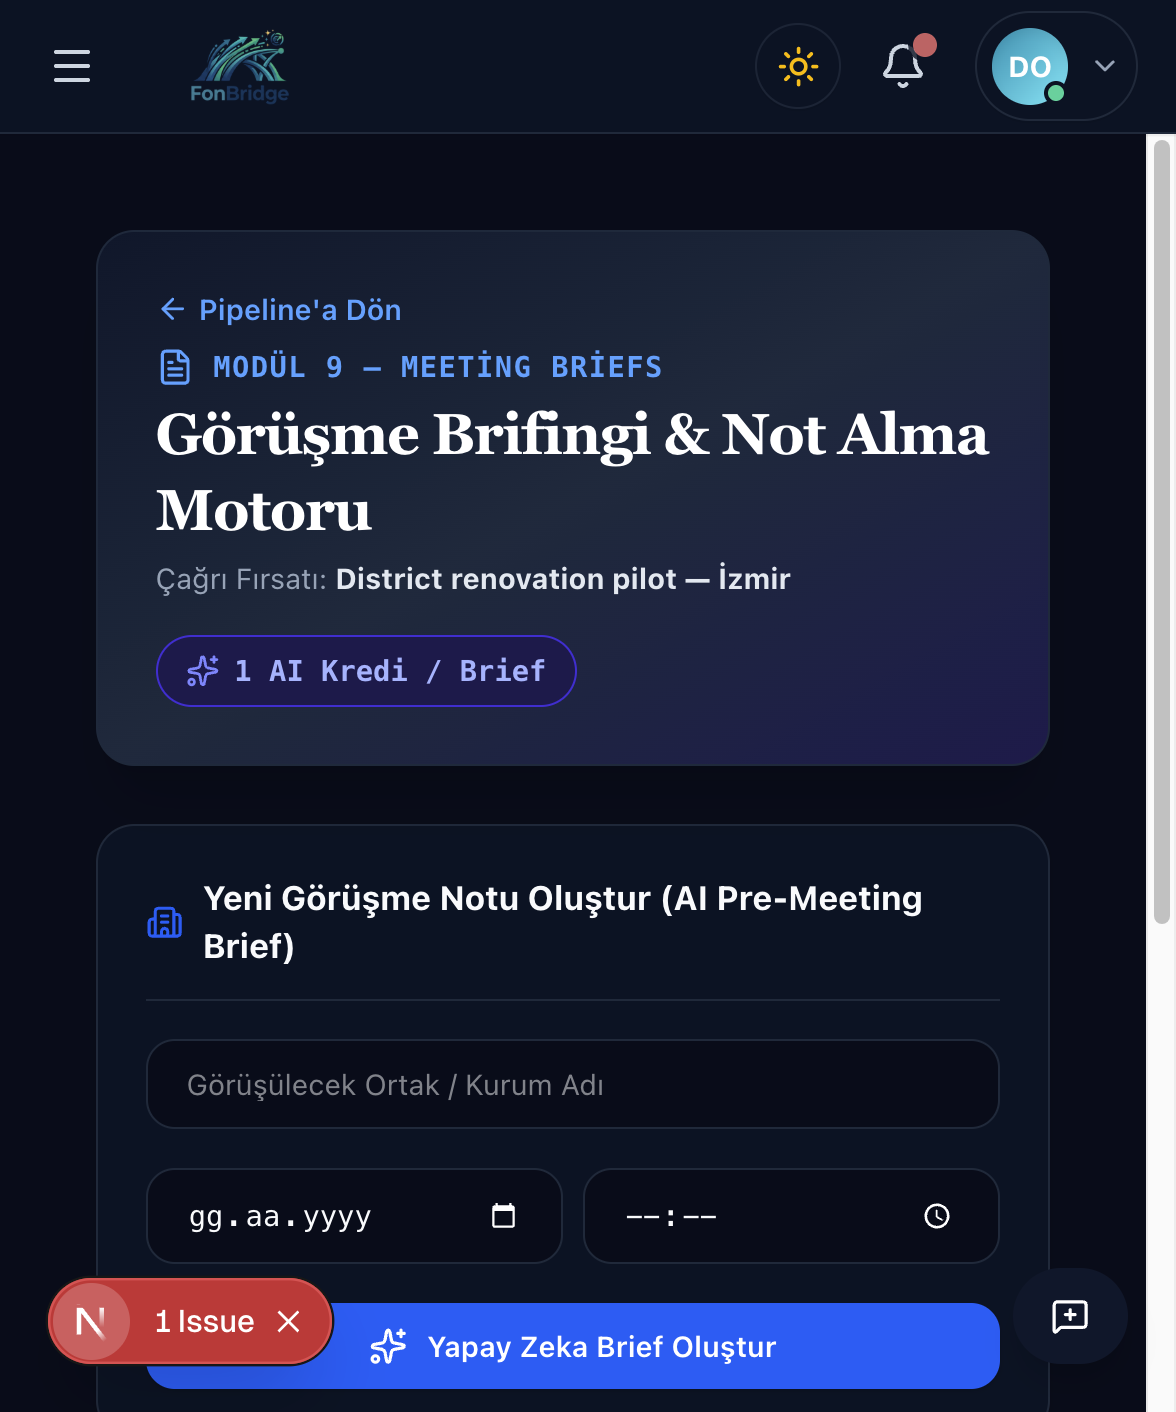 FonBridge
DO
Pipeline'a Dön
MODÜL 9 — MEETİNG BRİEFS
Görüşme Brifingi & Not Alma
Motoru
Çağrı Fırsatı: District renovation pilot — İzmir
1 AI Kredi / Brief
Yeni Görüşme Notu Oluştur (AI Pre-Meeting
Brief)
Görüşülecek Ortak / Kurum Adı
gg.aa.yyyy
--:--
N 1 Issue
Yapay Zeka Brief Oluştur